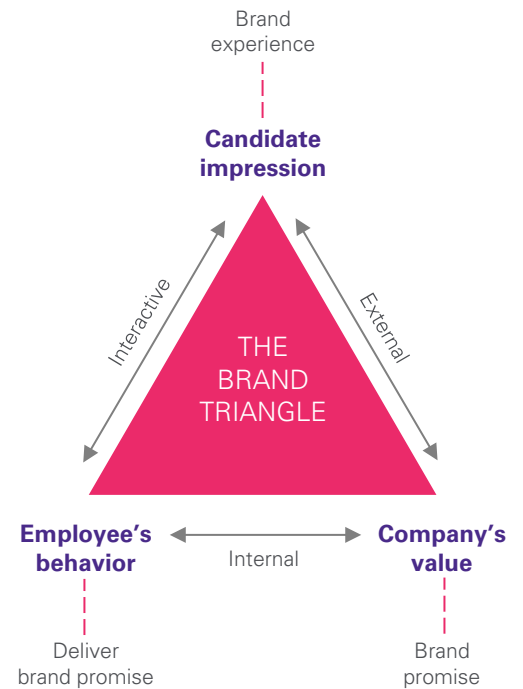 Brand
experience
Candidate
impression
Interactive
External
THE
BRAND
TRIANGLE
Employee's
behavior
Internal
Company's
value
Deliver
brand promise
Brand
promise